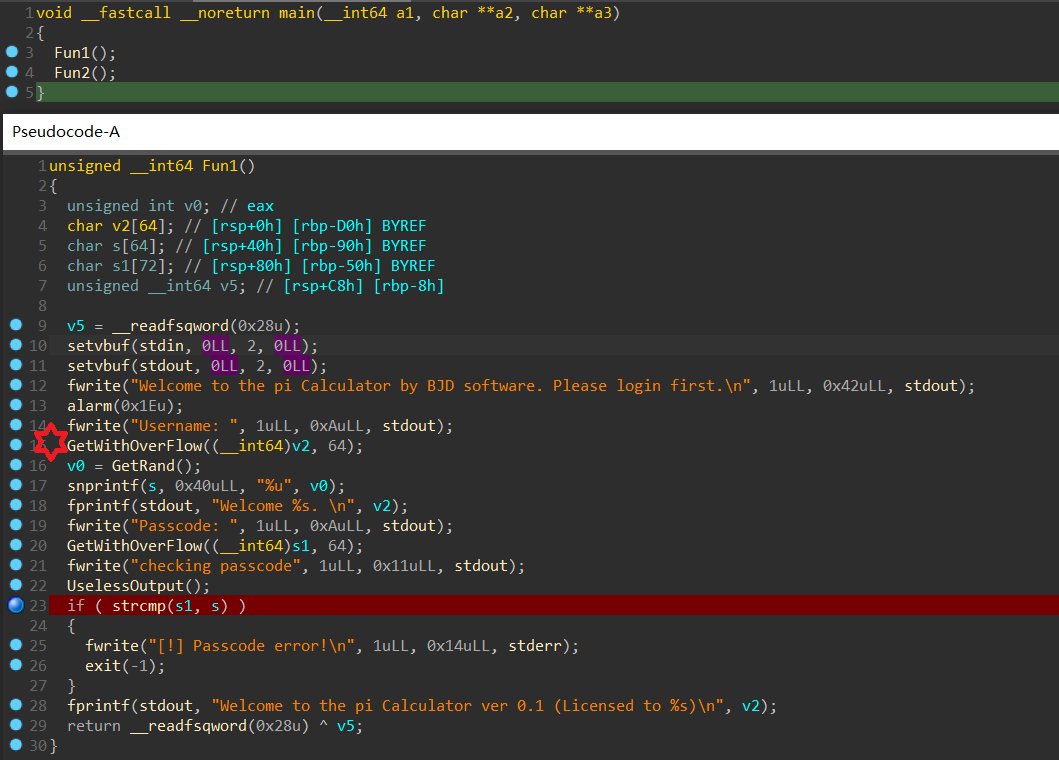 1 void __fastcall __noreturn main(__int64 a1, char **a2, char **a3)
2 {
3 Fun1();
4 Fun2();
5 }
Pseudocode-A
1 unsigned __int64 Fun1()
2 {
3 unsigned int v0; // eax
4 char v2[64]; // [rsp+0h] [rbp-D0h] BYREF
5 char s[64]; // [rsp+40h] [rbp-90h] BYREF
6 char s1[72]; // [rsp+80h] [rbp-50h] BYREF
7 unsigned __int64 v5; // [rsp+C8h] [rbp-8h]
8
9 v5 = __readfsqword(0x28u);
10 setvbuf(stdin, 0LL, 2, 0LL);
11 setvbuf(stdout, 0LL, 2, 0LL);
12 fwrite("Welcome to the pi Calculator by BJD software. Please login first.\n", 1uLL, 0x42uLL, stdout);
13 alarm(0x1Eu);
14 fwrite("Username: ", 1uLL, 0xAuLL, stdout);
15 GetWithOverFlow((__int64)v2, 64);
16 v0 = GetRand();
17 snprintf(s, 0x40uLL, "%u", v0);
18 fprintf(stdout, "Welcome %s. \n", v2);
19 fwrite("Passcode: ", 1uLL, 0xAuLL, stdout);
20 GetWithOverFlow((__int64)s1, 64);
21 fwrite("checking passcode", 1uLL, 0x11uLL, stdout);
22 UselessOutput();
23 if ( strcmp(s1, s) )
24 {
25 fwrite("[!] Passcode error!\n", 1uLL, 0x14uLL, stderr);
26 exit(-1);
27 }
28 fprintf(stdout, "Welcome to the pi Calculator ver 0.1 (Licensed to %s)\n", v2);
29 return __readfsqword(0x28u) ^ v5;
30 }